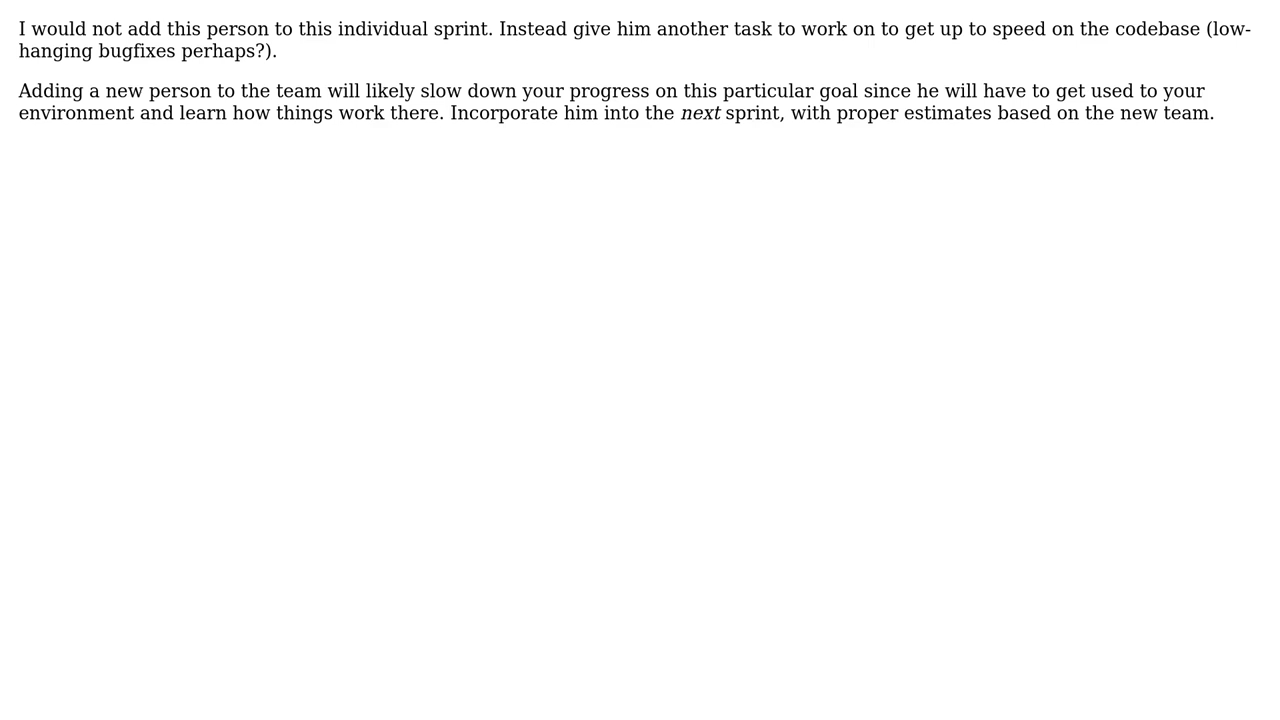 I would not add this person to this individual sprint. Instead give him another task to work on to get up to speed on the codebase (low-
hanging bugfixes perhaps?).
Adding a new person to the team will likely slow down your progress on this particular goal since he will have to get used to your
environment and learn how things work there. Incorporate him into the next sprint, with proper estimates based on the new team.